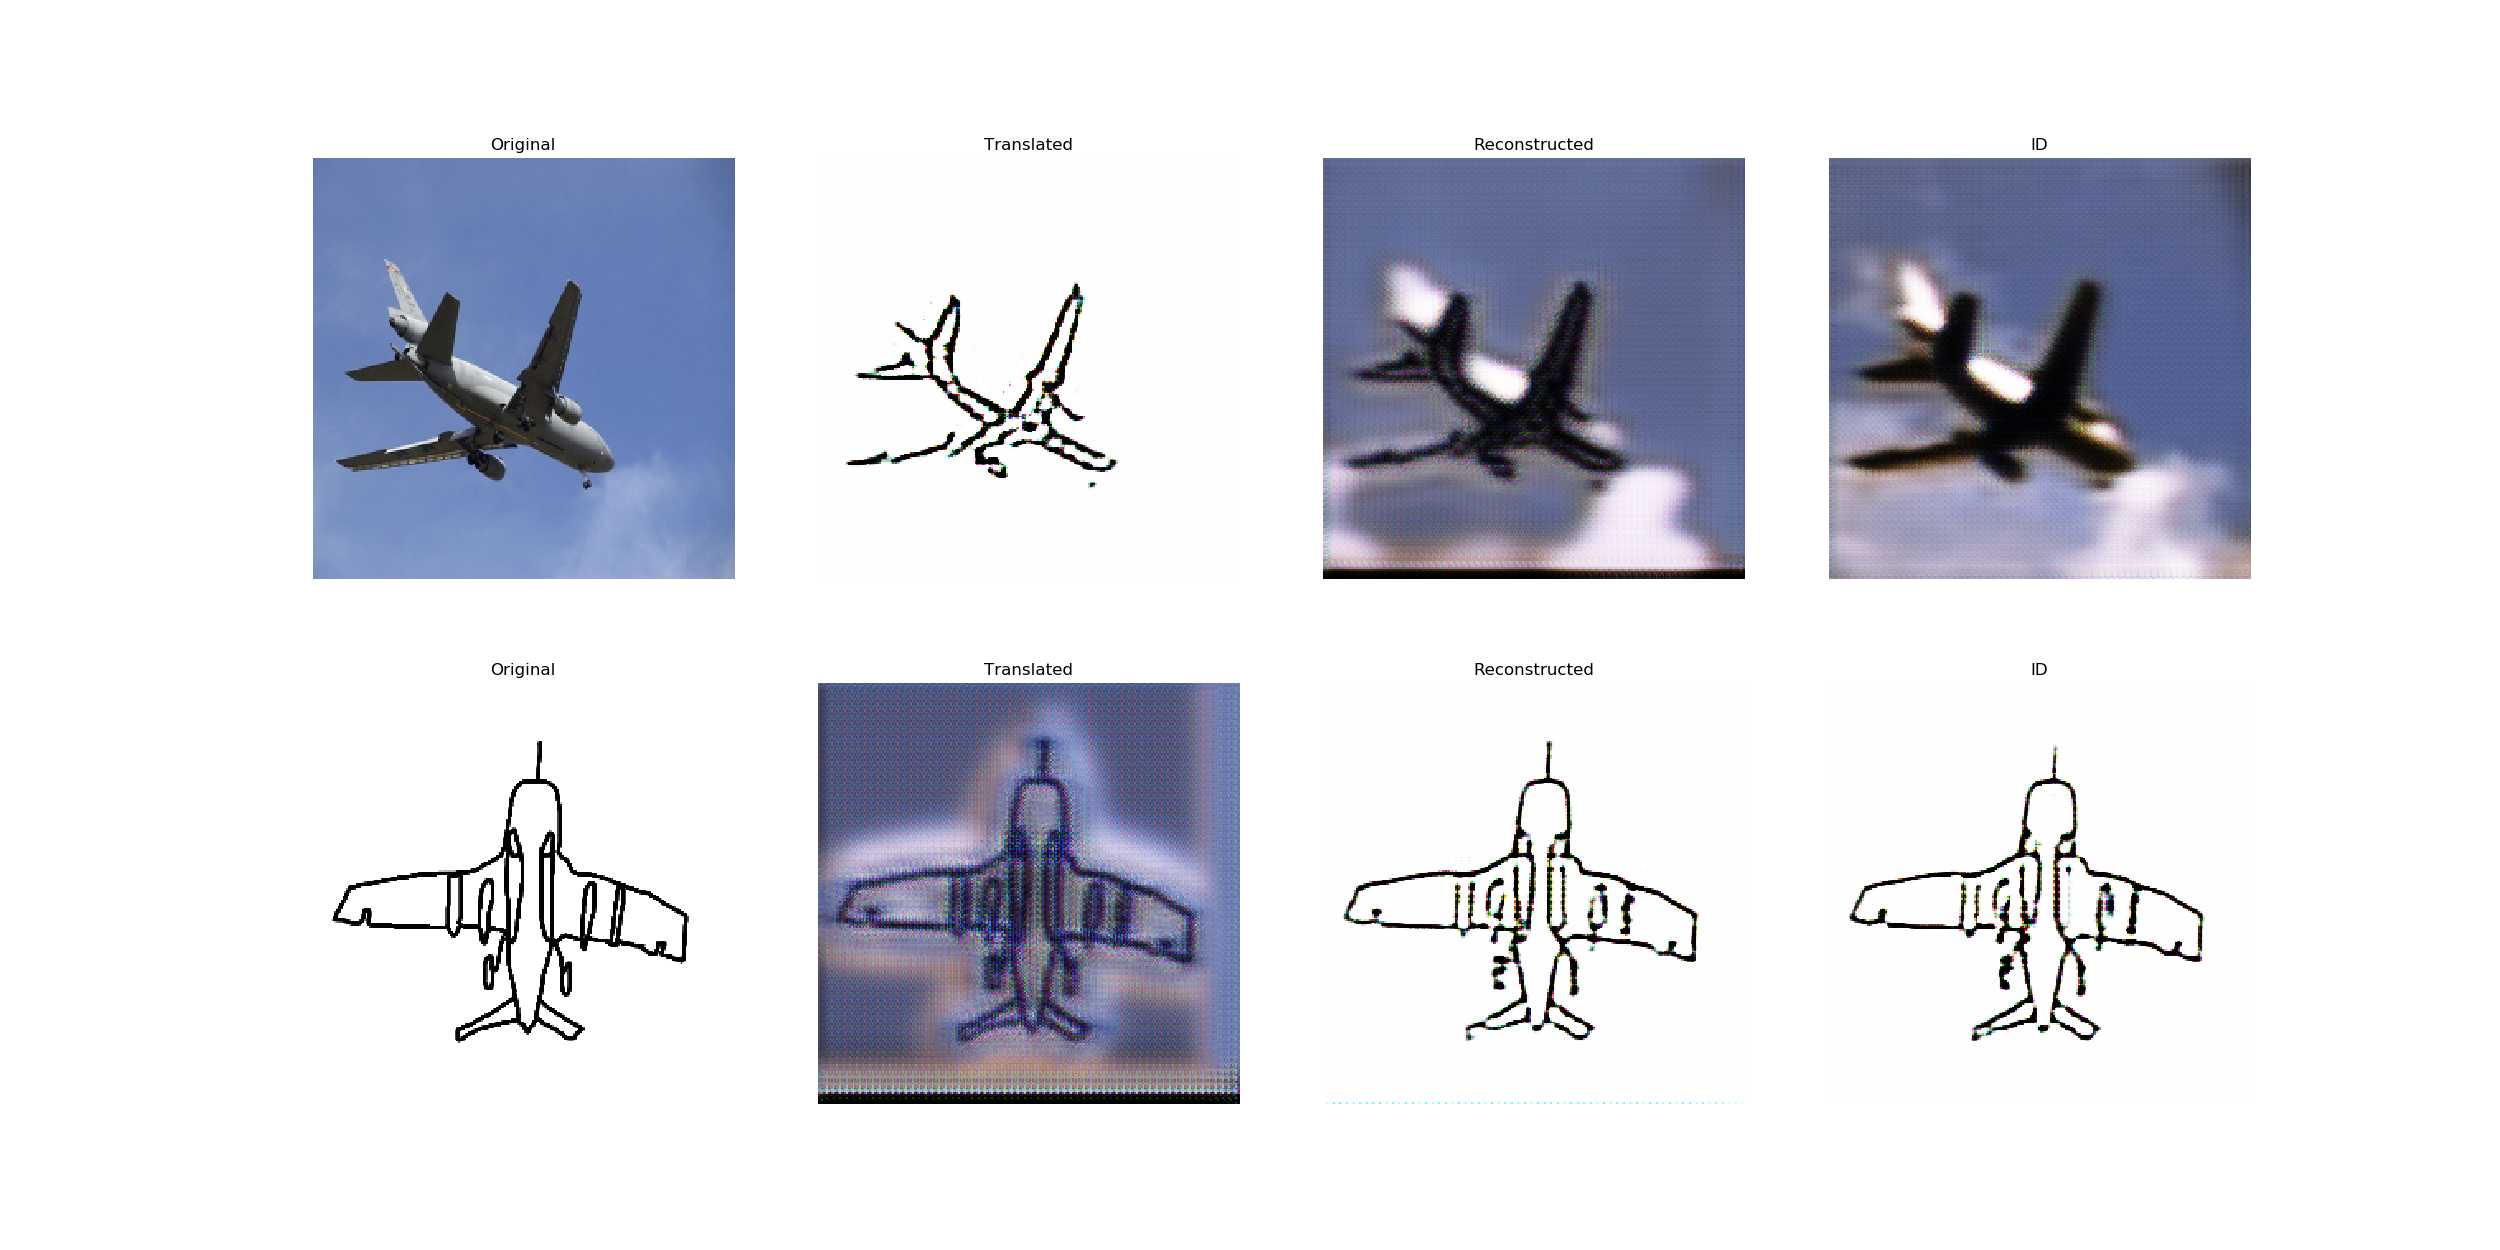 Original
Translated
Reconstructed
ID
Original
Translated
Reconstructed
ID